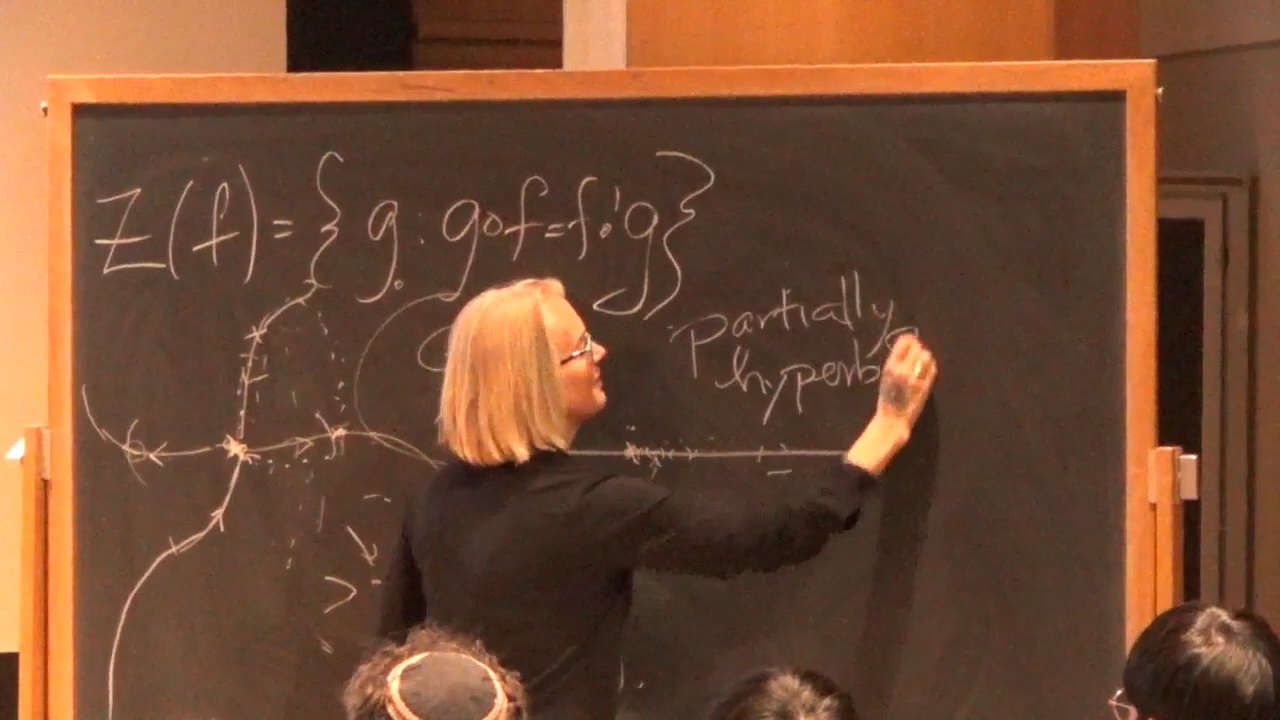 Z(f) = { g : g∘f = f∘g }
Partially
hyperb